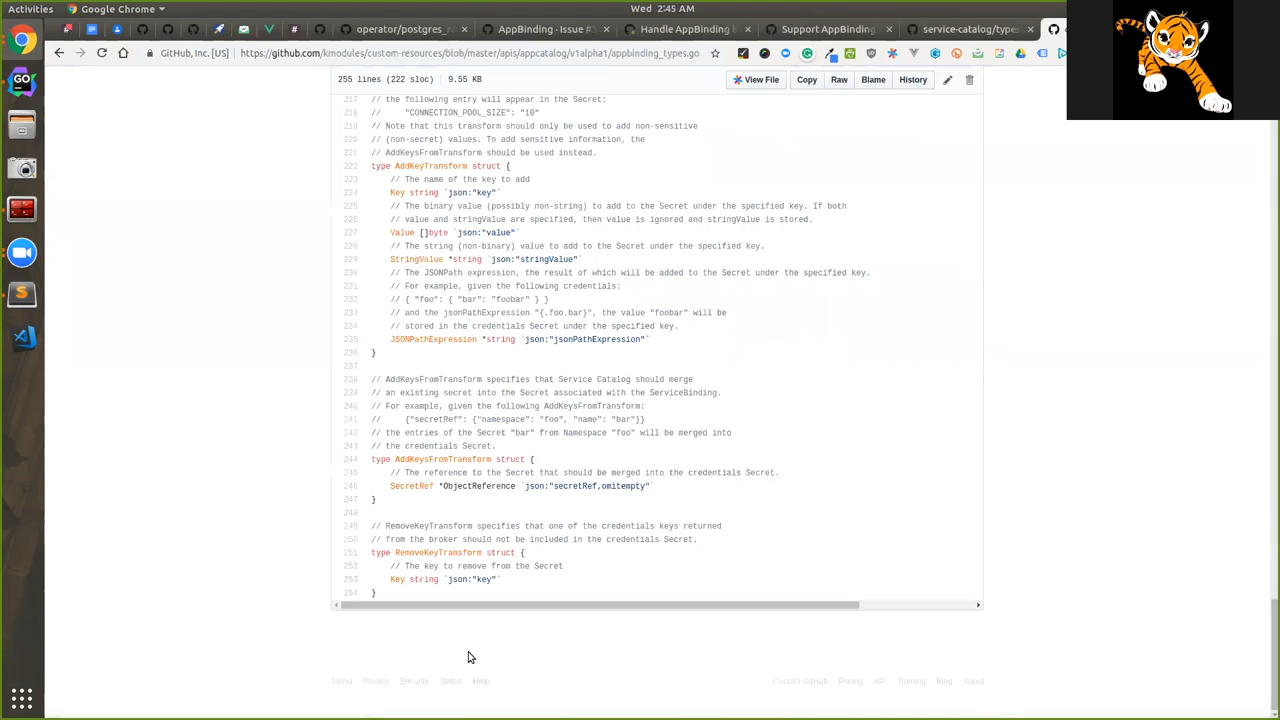 Activities
Google Chrome
Wed 2:45 AM
operator/postgres_r
AppBinding · Issue #
Handle AppBinding b
Support AppBinding
service-catalog/types
GitHub, Inc. [US]
https://github.com/kmodules/custom-resources/blob/master/apis/appcatalog/v1alpha1/appbinding_types.go
255 lines (222 sloc) 9.55 KB
View File
Copy
Raw
Blame
History
217 // the following entry will appear in the Secret:
218 // "CONNECTION_POOL_SIZE": "10"
219 // Note that this transform should only be used to add non-sensitive
220 // (non-secret) values. To add sensitive information, the
221 // AddKeysFromTransform should be used instead.
222 type AddKeyTransform struct {
223 // The name of the key to add
224 Key string `json:"key"`
225 // The binary value (possibly non-string) to add to the Secret under the specified key. If both
226 // value and stringValue are specified, then value is ignored and stringValue is stored.
227 Value []byte `json:"value"`
228 // The string (non-binary) value to add to the Secret under the specified key.
229 StringValue *string `json:"stringValue"`
230 // The JSONPath expression, the result of which will be added to the Secret under the specified key.
231 // For example, given the following credentials:
232 // { "foo": { "bar": "foobar" } }
233 // and the jsonPathExpression "{.foo.bar}", the value "foobar" will be
234 // stored in the credentials Secret under the specified key.
235 JSONPathExpression *string `json:"jsonPathExpression"`
236 }
237
238 // AddKeysFromTransform specifies that Service Catalog should merge
239 // an existing secret into the Secret associated with the ServiceBinding.
240 // For example, given the following AddKeysFromTransform:
241 // {"secretRef": {"namespace": "foo", "name": "bar"}}
242 // the entries of the Secret "bar" from Namespace "foo" will be merged into
243 // the credentials Secret.
244 type AddKeysFromTransform struct {
245 // The reference to the Secret that should be merged into the credentials Secret.
246 SecretRef *ObjectReference `json:"secretRef,omitempty"`
247 }
248
249 // RemoveKeyTransform specifies that one of the credentials keys returned
250 // from the broker should not be included in the credentials Secret.
251 type RemoveKeyTransform struct {
252 // The key to remove from the Secret
253 Key string `json:"key"`
254 }
Terms
Privacy
Security
Status
Help
Contact GitHub
Pricing
API
Training
Blog
About